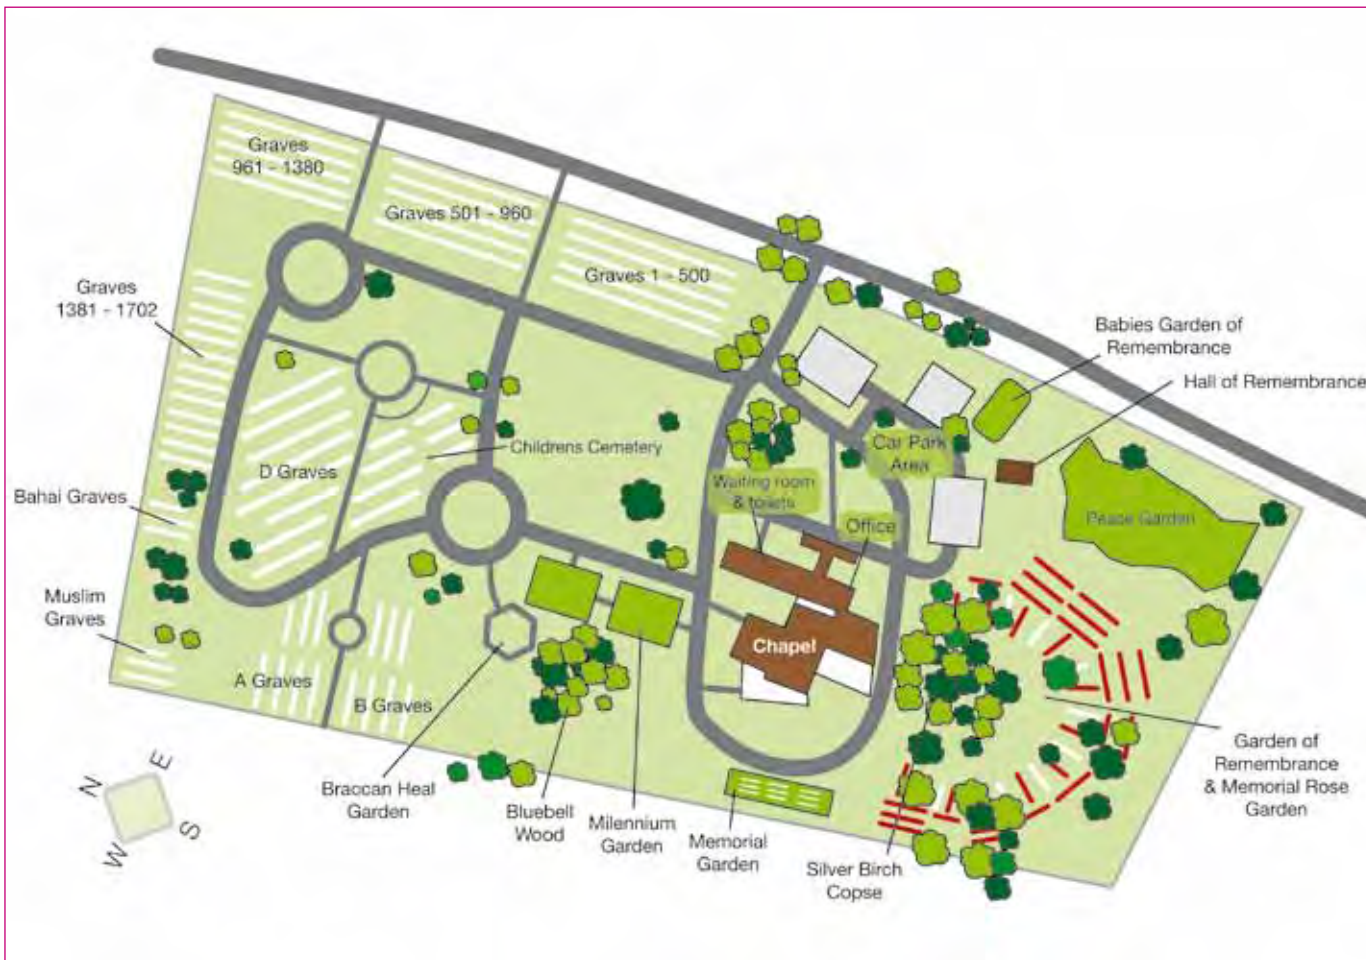 Graves
961 - 1380
Graves 501 - 960
Graves 1 - 500
Graves
1381 - 1702
Babies Garden of
Remembrance
Hall of Remembrance
Childrens Cemetery
Car Park
Area
D Graves
Waiting room
& toilets
Bahai Graves
Office
Peace Garden
Muslim
Graves
Chapel
A Graves
B Graves
Garden of
Remembrance
& Memorial Rose
Garden
N
E
S
W
Braccan Heal
Garden
Bluebell
Wood
Milennium
Garden
Memorial
Garden
Silver Birch
Copse